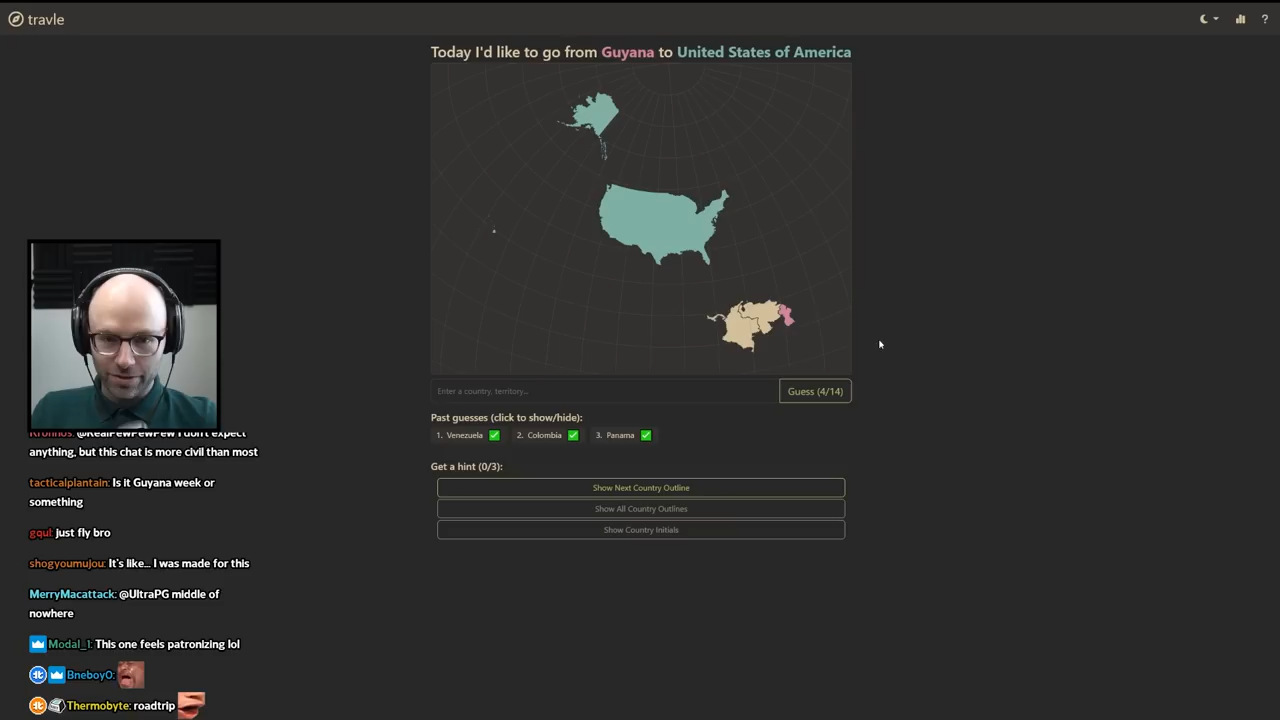 travle
?
Today I'd like to go from Guyana to United States of America
Enter a country, territory...
Guess (4/14)
Past guesses (click to show/hide):
1. Venezuela
2. Colombia
3. Panama
Get a hint (0/3):
Show Next Country Outline
Show All Country Outlines
Show Country Initials
Kronnos: @RealPewPewPew I don't expect
anything, but this chat is more civil than most
tacticalplantain: Is it Guyana week or
something
gqul: just fly bro
shogyoumujou: It's like... I was made for this
MerryMacattack: @UltraPG middle of
nowhere
Modal_1: This one feels patronizing lol
Bneboy0:
Thermobyte: roadtrip